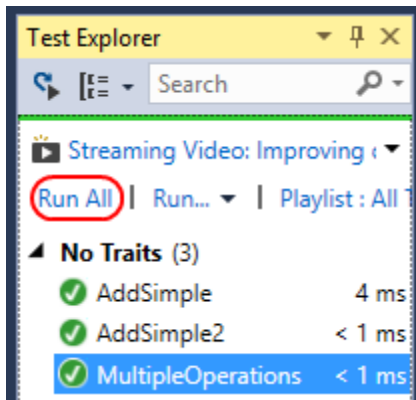 Test Explorer
Search
Streaming Video: Improving
Run All | Run... | Playlist : All
No Traits (3)
AddSimple 4 ms
AddSimple2 < 1 ms
MultipleOperations < 1 ms